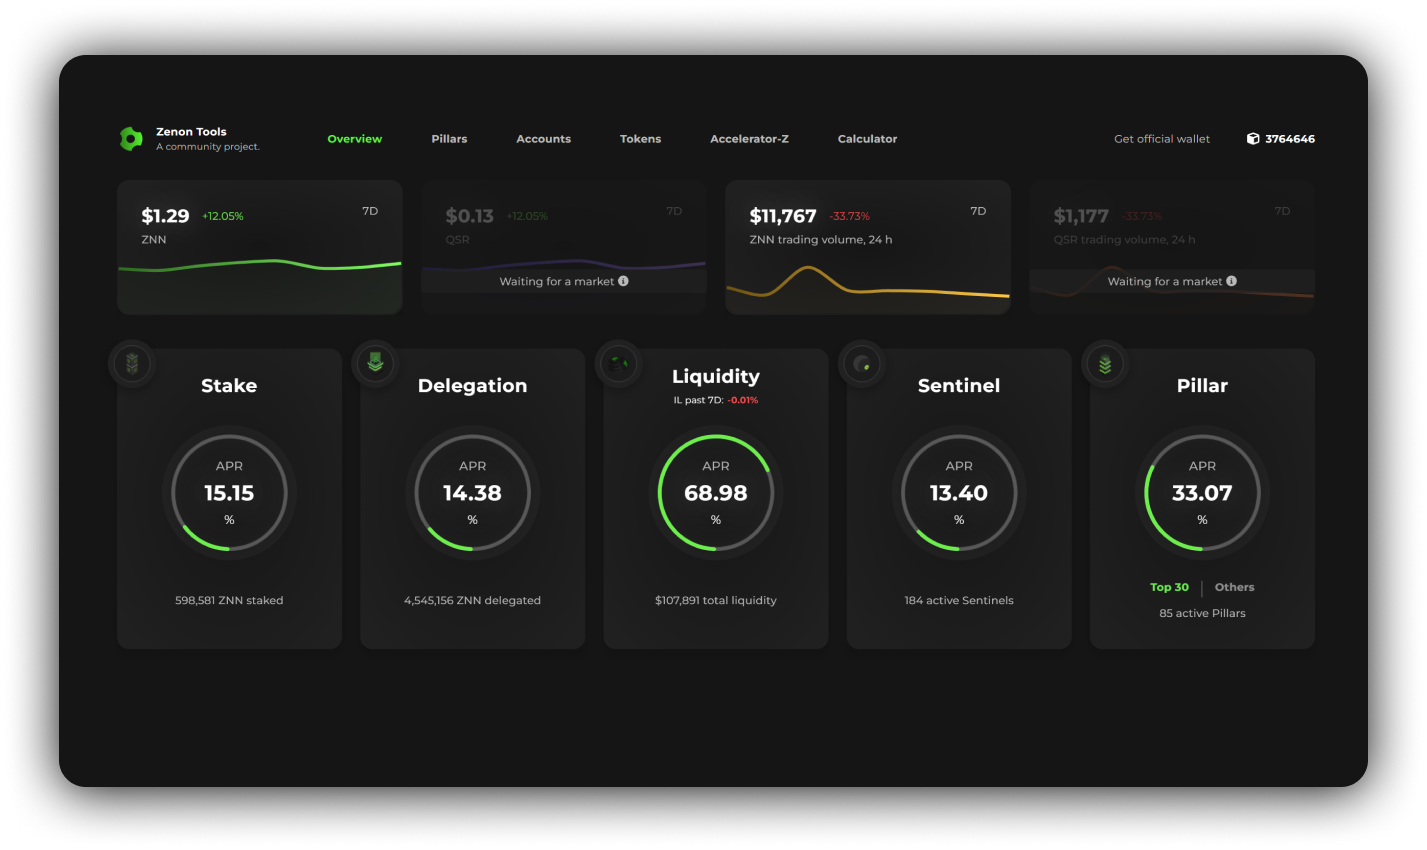 Zenon Tools
A community project.
Overview
Pillars
Accounts
Tokens
Accelerator-Z
Calculator
Get official wallet
3764646
$1.29 +12.05% 7D
ZNN
$0.13 +12.05% 7D
QSR
Waiting for a market
$11,767 -33.73% 7D
ZNN trading volume, 24 h
$1,177 -33.73% 7D
QSR trading volume, 24 h
Waiting for a market
Stake
APR
15.15
%
598,581 ZNN staked
Delegation
APR
14.38
%
4,545,156 ZNN delegated
Liquidity
IL past 7D: -0.01%
APR
68.98
%
$107,891 total liquidity
Sentinel
APR
13.40
%
184 active Sentinels
Pillar
APR
33.07
%
Top 30 | Others
85 active Pillars